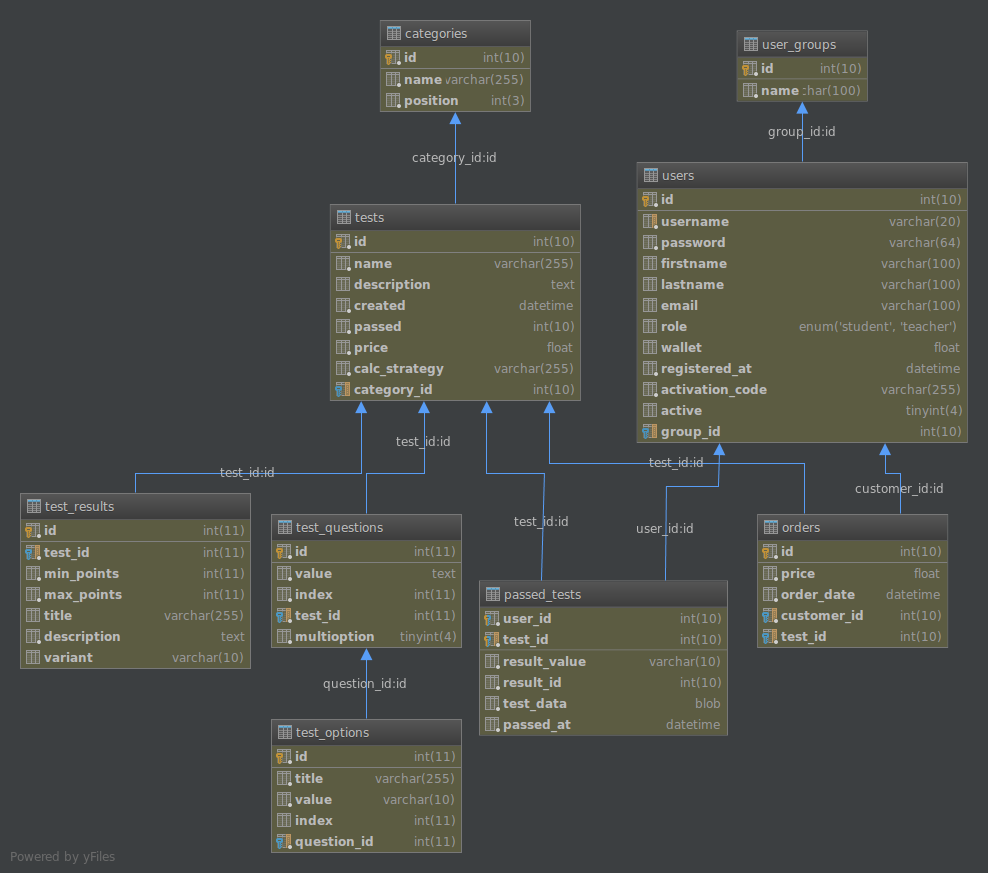 categories
id int(10)
name varchar(255)
position int(3)
user_groups
id int(10)
name char(100)
category_id:id
group_id:id
tests
id int(10)
name varchar(255)
description text
created datetime
passed int(10)
price float
calc_strategy varchar(255)
category_id int(10)
users
id int(10)
username varchar(20)
password varchar(64)
firstname varchar(100)
lastname varchar(100)
email varchar(100)
role enum('student', 'teacher')
wallet float
registered_at datetime
activation_code varchar(255)
active tinyint(4)
group_id int(10)
test_id:id
test_id:id
test_id:id
test_id:id
user_id:id
customer_id:id
test_results
id int(11)
test_id int(11)
min_points int(11)
max_points int(11)
title varchar(255)
description text
variant varchar(10)
test_questions
id int(11)
value text
index int(11)
test_id int(11)
multioption tinyint(4)
passed_tests
user_id int(10)
test_id int(10)
result_value varchar(10)
result_id int(10)
test_data blob
passed_at datetime
orders
id int(10)
price float
order_date datetime
customer_id int(10)
test_id int(10)
question_id:id
test_options
id int(11)
title varchar(255)
value varchar(10)
index int(11)
question_id int(11)
Powered by yFiles